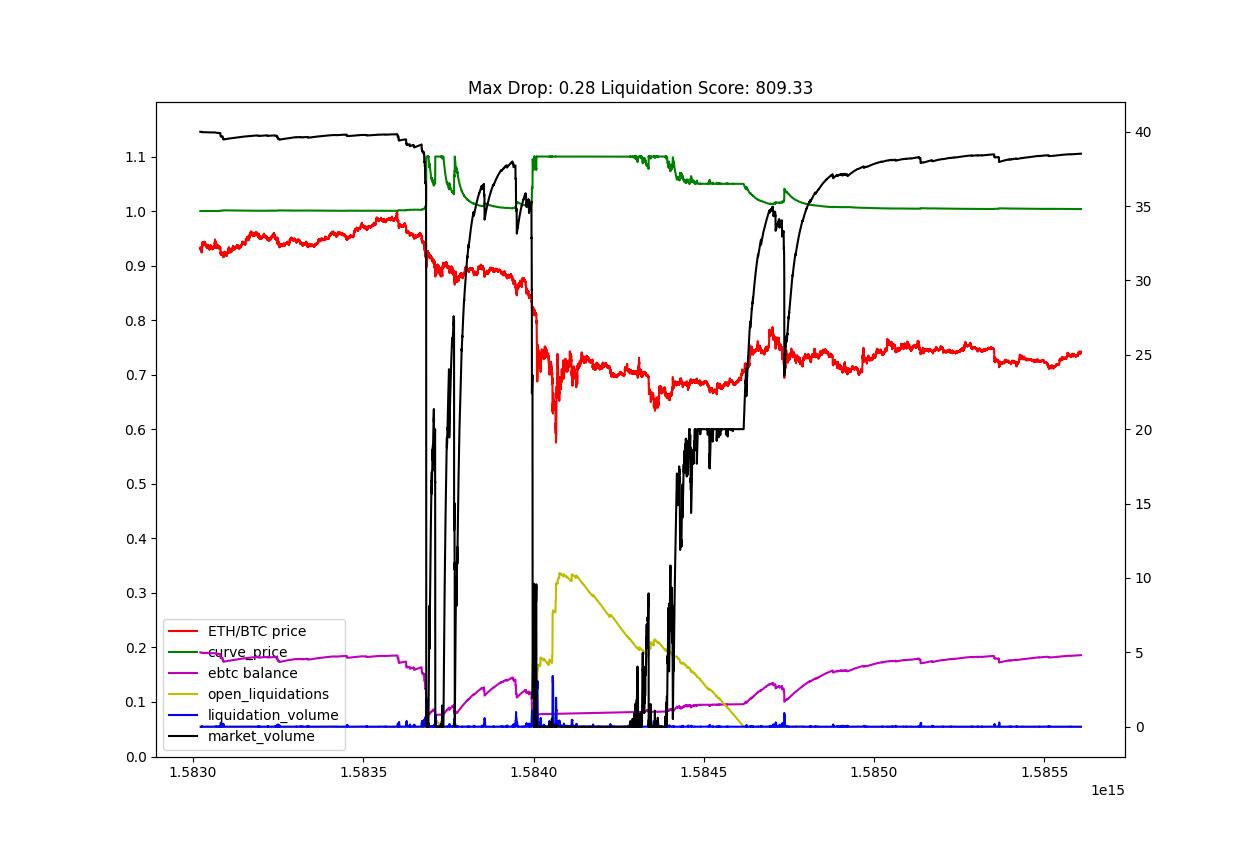 Max Drop: 0.28 Liquidation Score: 809.33
1.1
1.0
0.9
0.8
0.7
0.6
0.5
0.4
0.3
0.2
0.1
0.0
40
35
30
25
20
15
10
5
0
ETH/BTC price
curve_price
ebtc balance
open_liquidations
liquidation_volume
market_volume
1.5830 1.5835 1.5840 1.5845 1.5850 1.5855
1e15